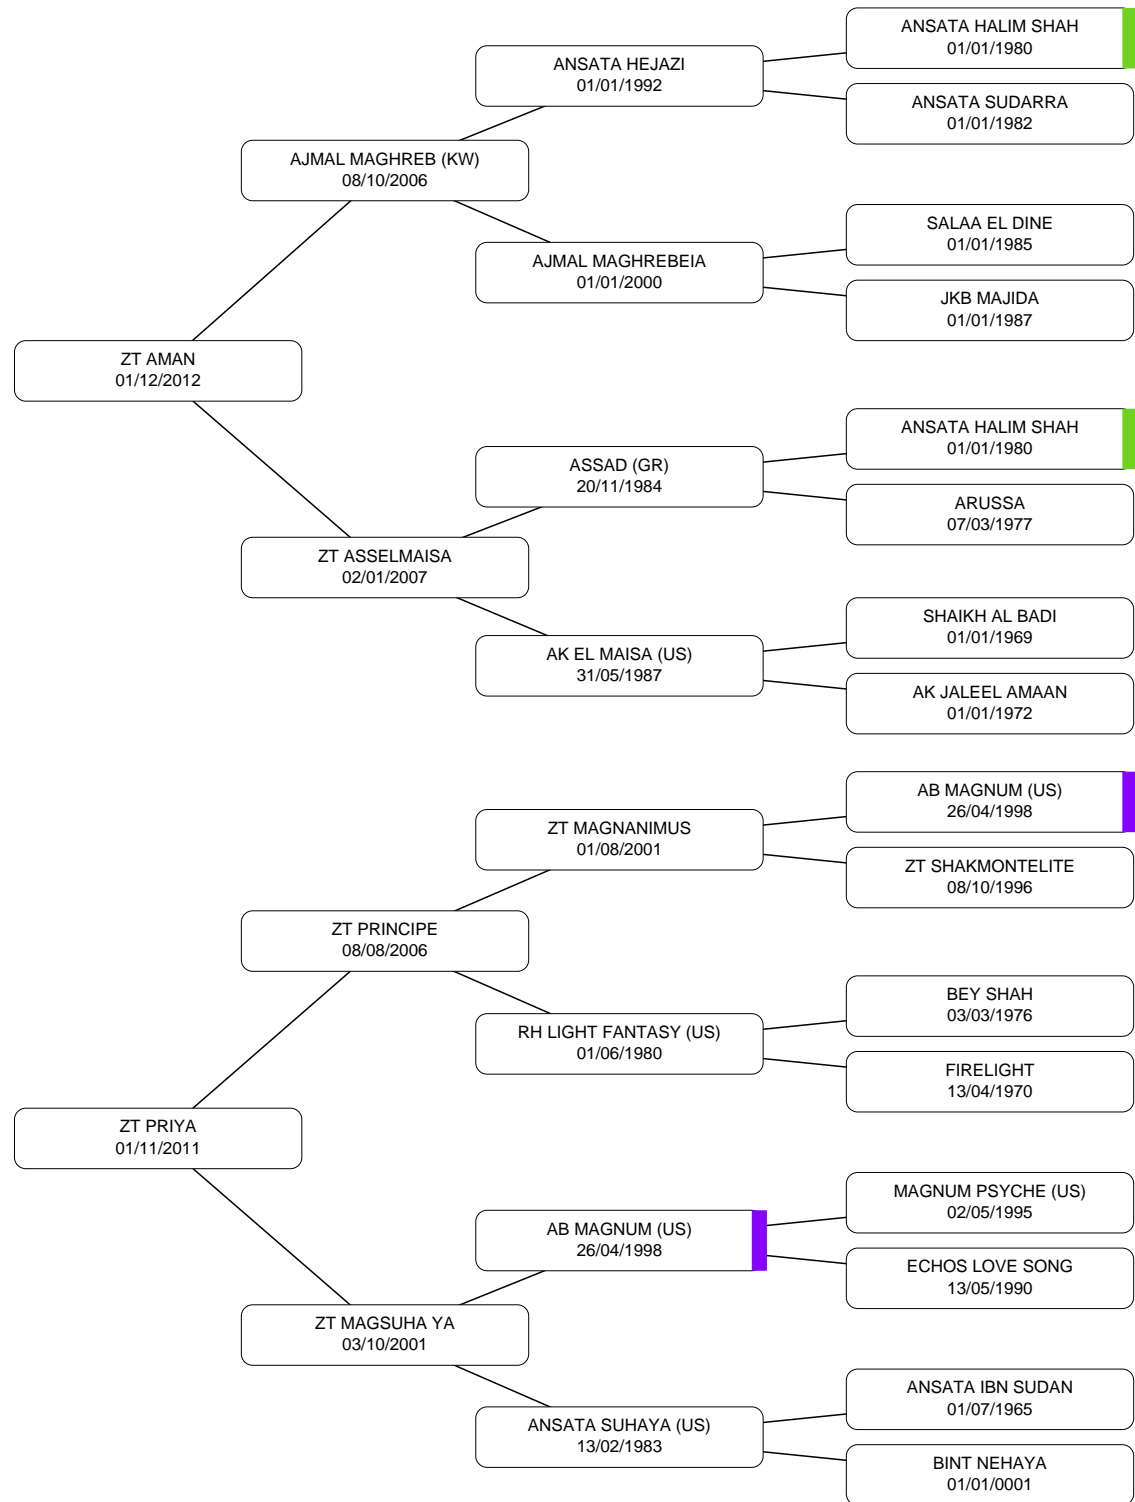 ANSATA HALIM SHAH
01/01/1980
ANSATA HEJAZI
01/01/1992
ANSATA SUDARRA
01/01/1982
AJMAL MAGHREB (KW)
08/10/2006
SALAA EL DINE
01/01/1985
AJMAL MAGHREBEIA
01/01/2000
JKB MAJIDA
01/01/1987
ZT AMAN
01/12/2012
ANSATA HALIM SHAH
01/01/1980
ASSAD (GR)
20/11/1984
ARUSSA
07/03/1977
ZT ASSELMAISA
02/01/2007
SHAIKH AL BADI
01/01/1969
AK EL MAISA (US)
31/05/1987
AK JALEEL AMAAN
01/01/1972
AB MAGNUM (US)
26/04/1998
ZT MAGNANIMUS
01/08/2001
ZT SHAKMONTELITE
08/10/1996
ZT PRINCIPE
08/08/2006
BEY SHAH
03/03/1976
RH LIGHT FANTASY (US)
01/06/1980
FIRELIGHT
13/04/1970
ZT PRIYA
01/11/2011
MAGNUM PSYCHE (US)
02/05/1995
AB MAGNUM (US)
26/04/1998
ECHOS LOVE SONG
13/05/1990
ZT MAGSUHA YA
03/10/2001
ANSATA IBN SUDAN
01/07/1965
ANSATA SUHAYA (US)
13/02/1983
BINT NEHAYA
01/01/0001